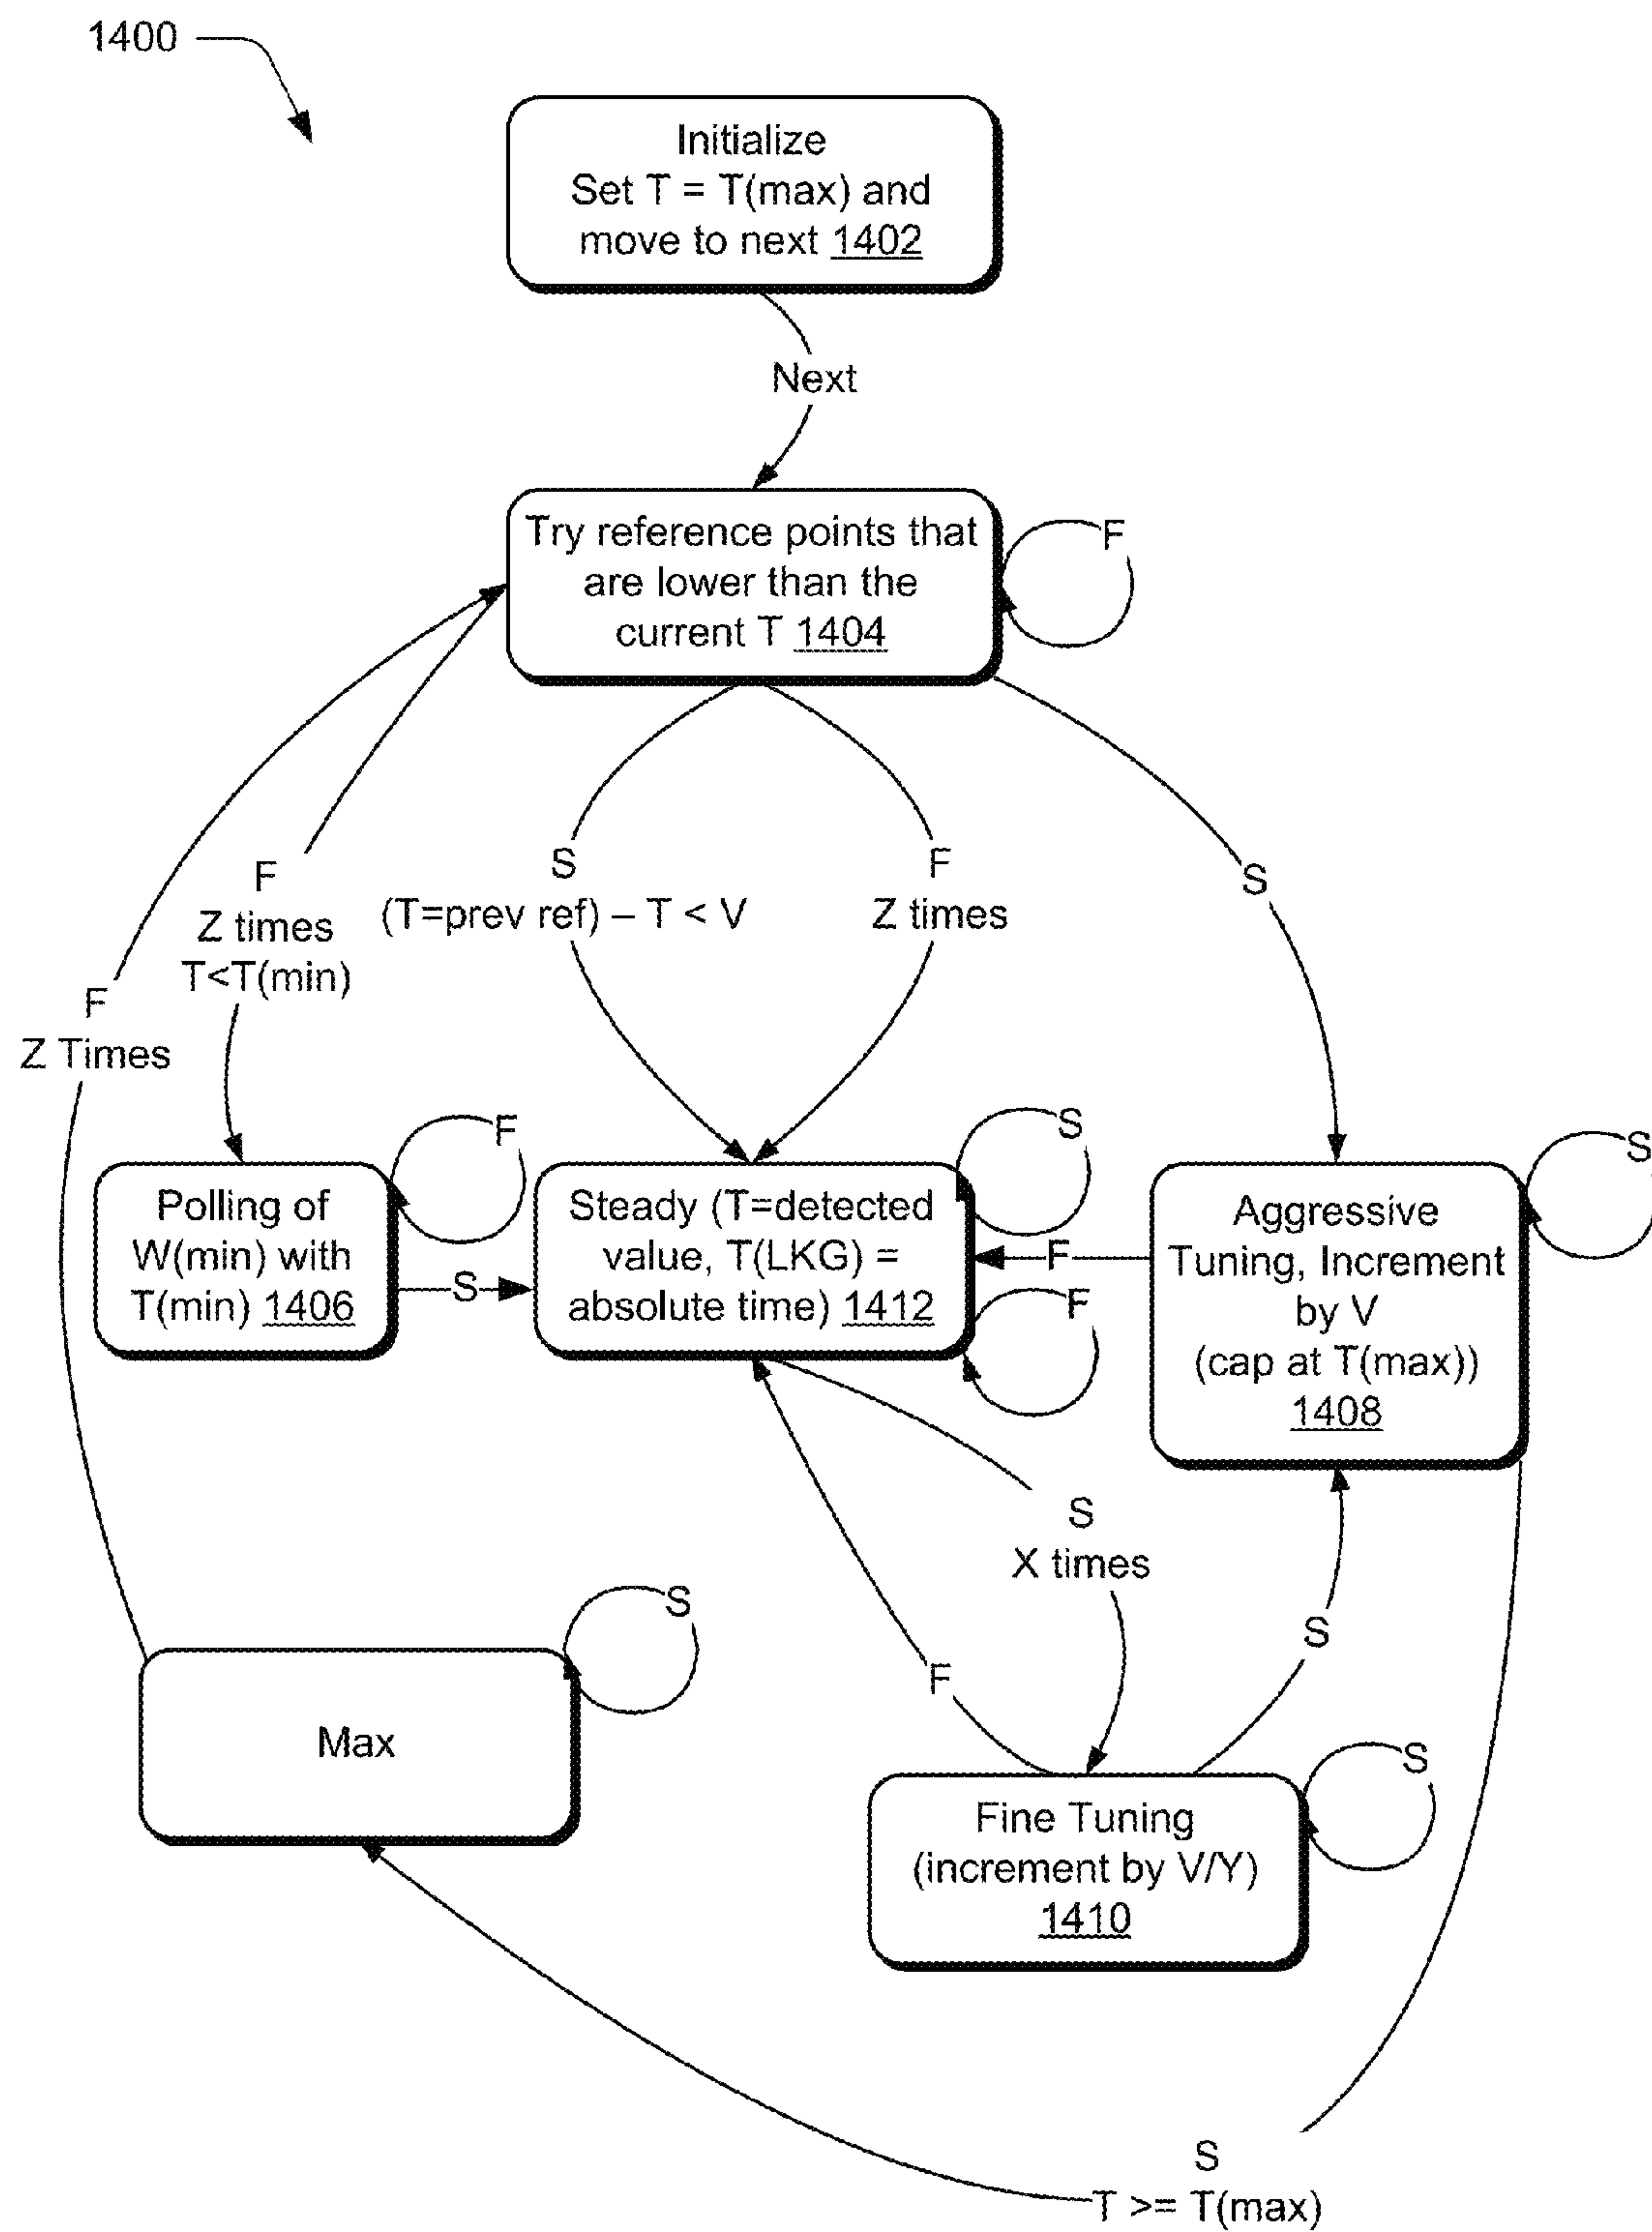 1400
Initialize
Set T = T(max) and
move to next 1402
Next
Try reference points that
are lower than the
current T 1404
F
S
(T=prev ref) – T < V
F
Z times
S
F
Z times
T<T(min)
F
Z Times
Polling of
W(min) with
T(min) 1406
F
S
Steady (T=detected
value, T(LKG) =
absolute time) 1412
S
F
F
Aggressive
Tuning, Increment
by V
(cap at T(max))
1408
S
S
X times
F
S
Max
S
Fine Tuning
(increment by V/Y)
1410
S
S
T >= T(max)